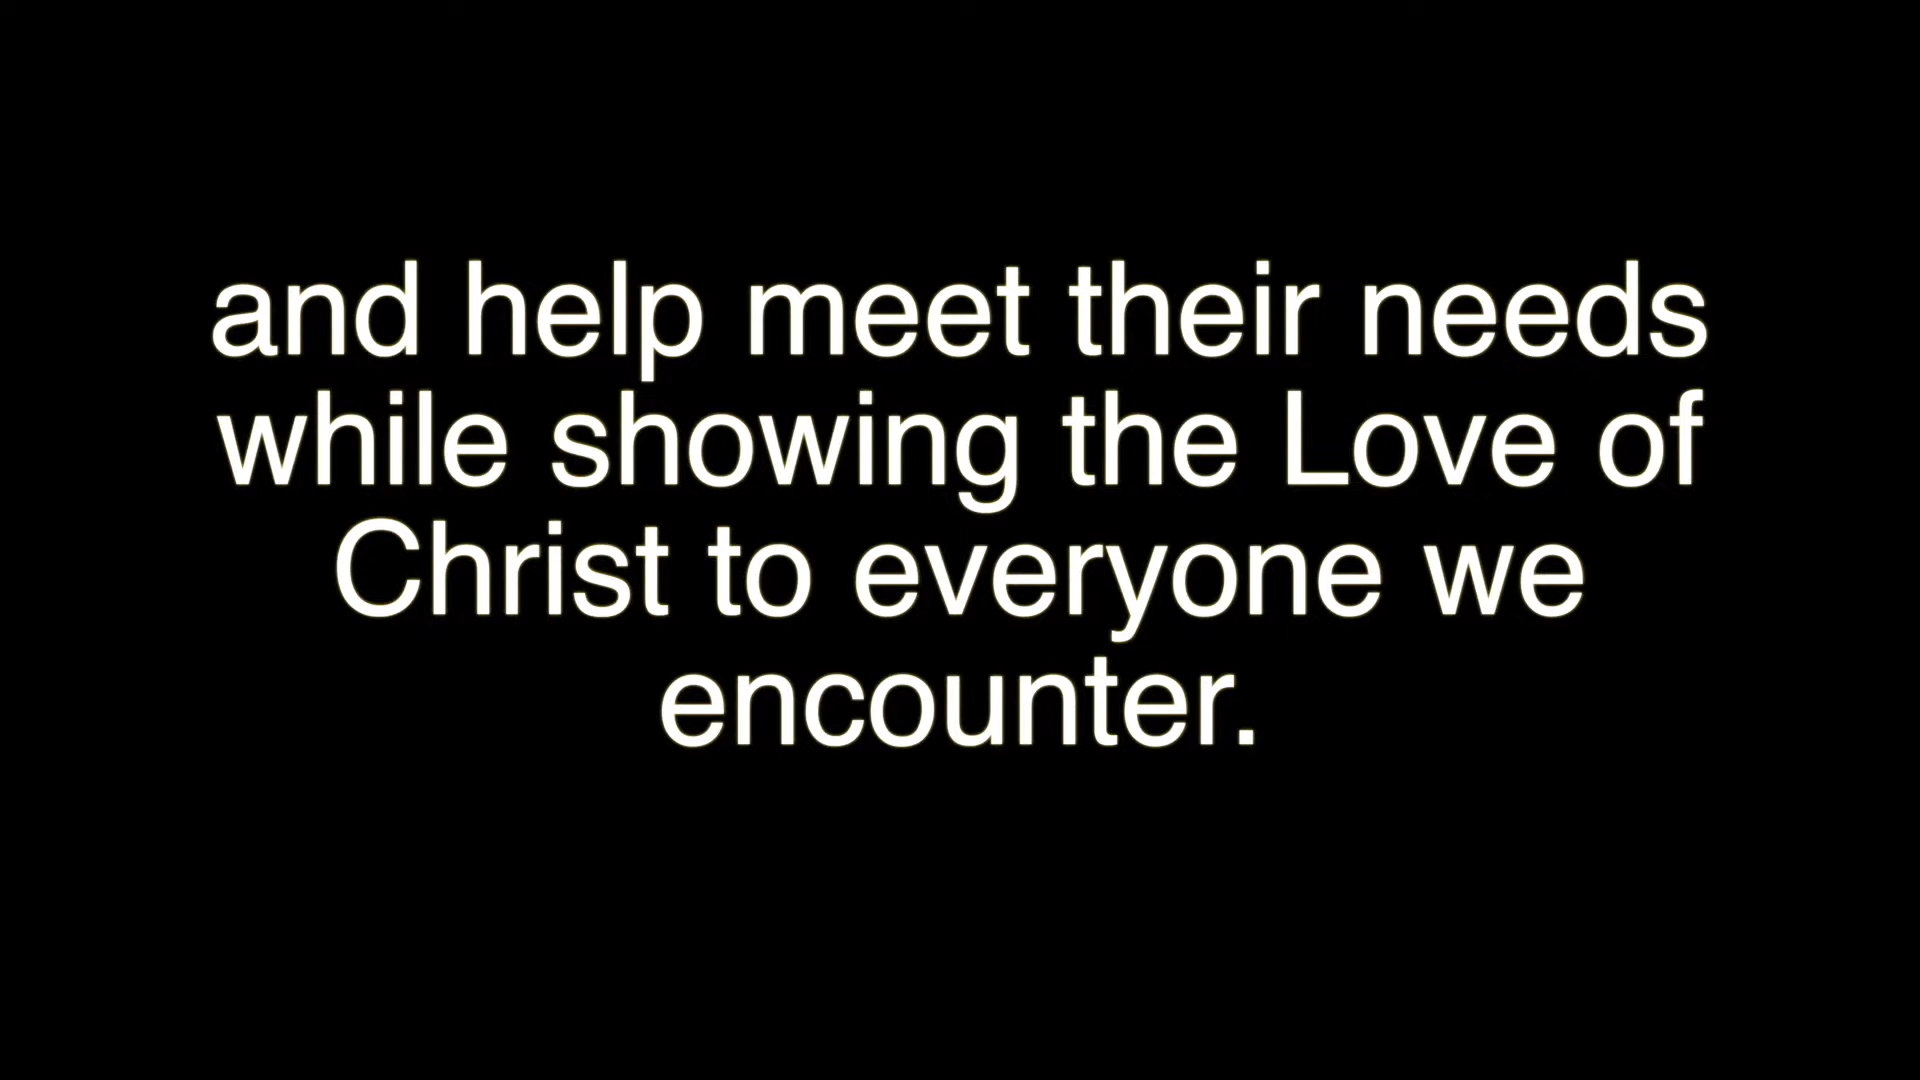 and help meet their needs
while showing the Love of
Christ to everyone we
encounter.